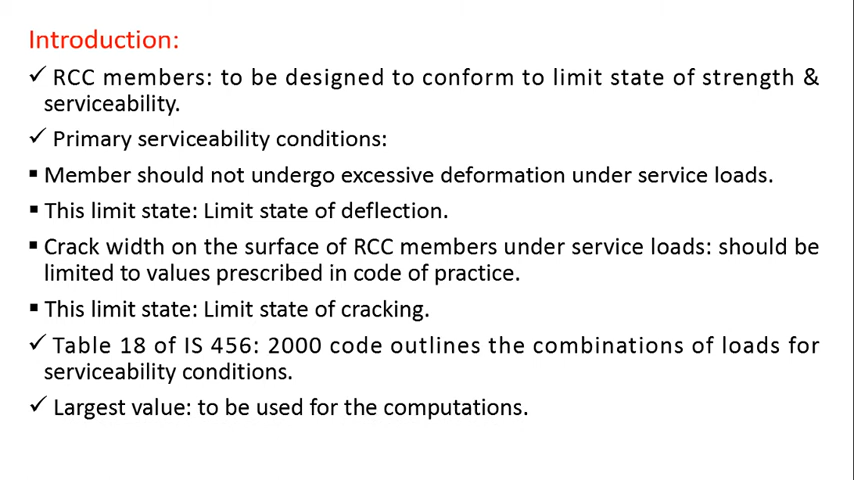 Introduction:
✓ RCC members: to be designed to conform to limit state of strength &
serviceability.
✓ Primary serviceability conditions:
▪ Member should not undergo excessive deformation under service loads.
▪ This limit state: Limit state of deflection.
▪ Crack width on the surface of RCC members under service loads: should be
limited to values prescribed in code of practice.
▪ This limit state: Limit state of cracking.
✓ Table 18 of IS 456: 2000 code outlines the combinations of loads for
serviceability conditions.
✓ Largest value: to be used for the computations.